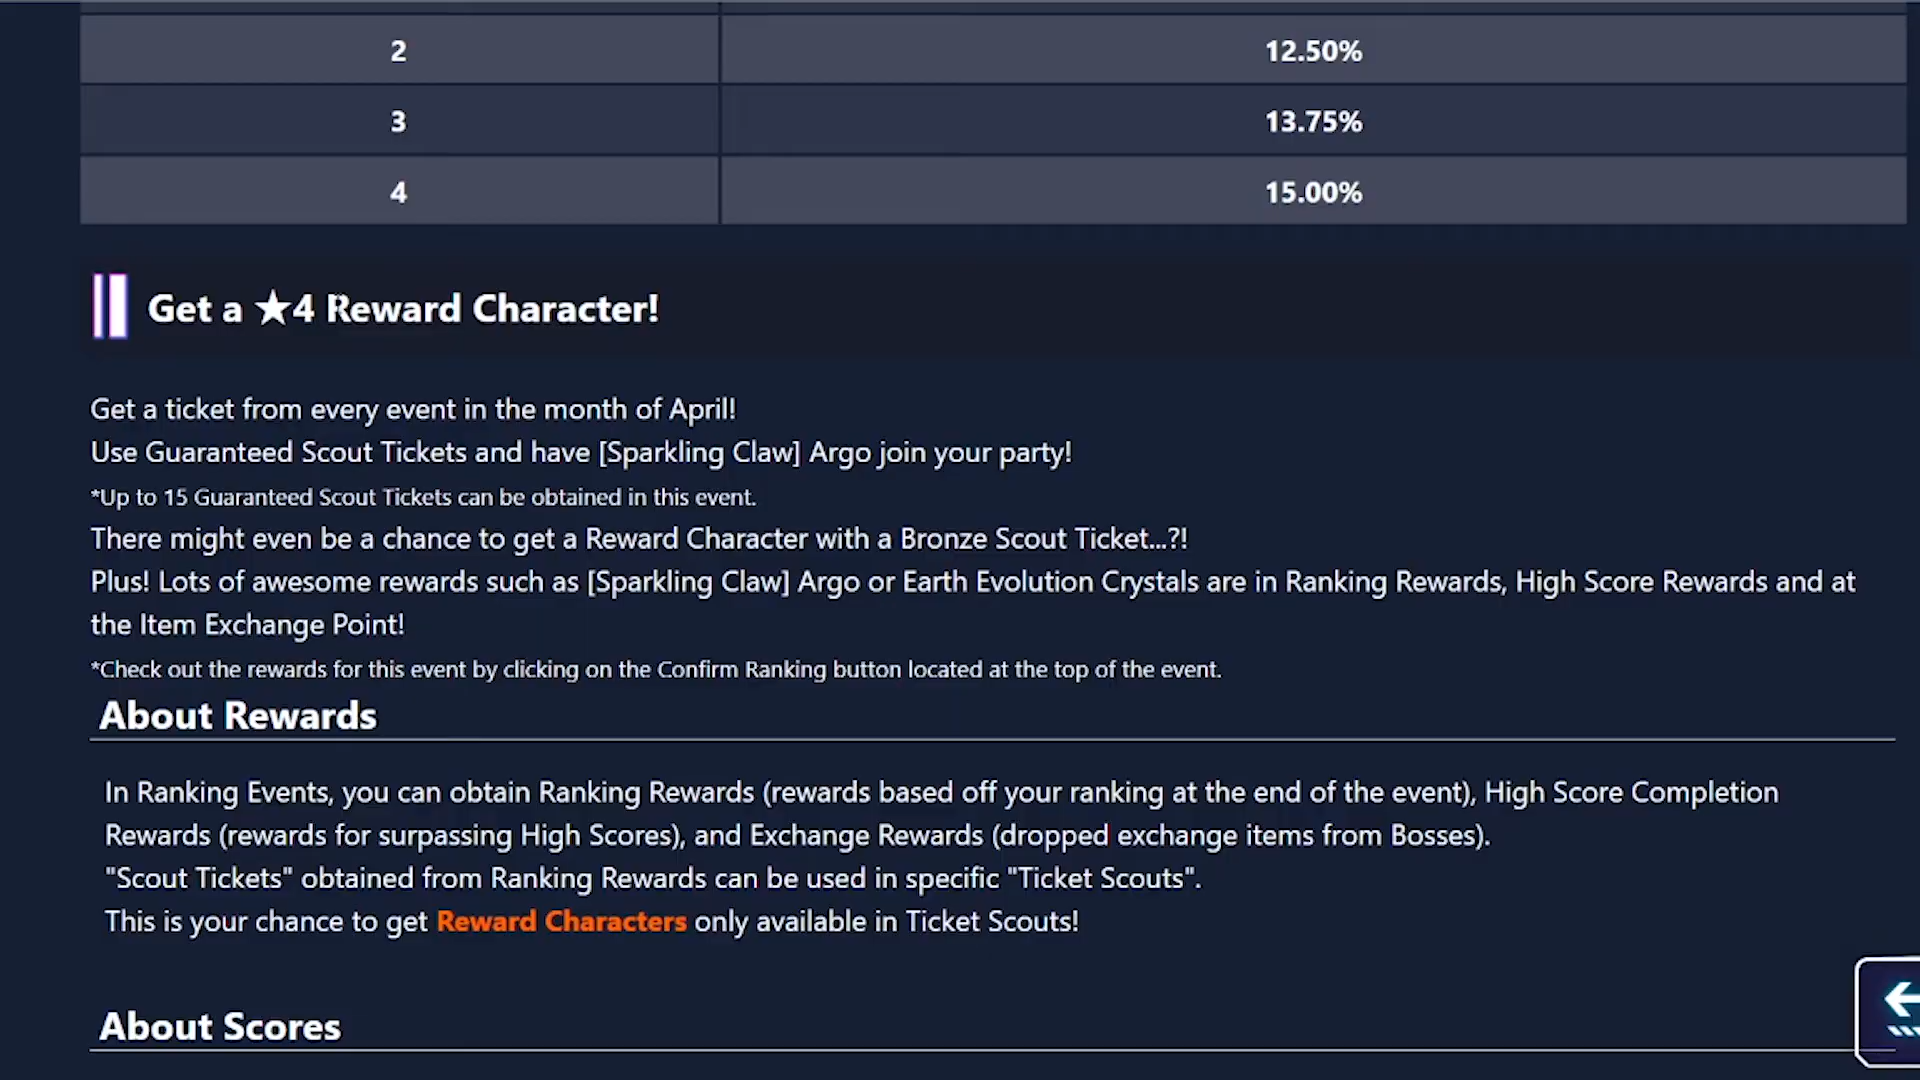 2 12.50%
3 13.75%
4 15.00%
Get a ★4 Reward Character!
Get a ticket from every event in the month of April!
Use Guaranteed Scout Tickets and have [Sparkling Claw] Argo join your party!
*Up to 15 Guaranteed Scout Tickets can be obtained in this event.
There might even be a chance to get a Reward Character with a Bronze Scout Ticket...?!
Plus! Lots of awesome rewards such as [Sparkling Claw] Argo or Earth Evolution Crystals are in Ranking Rewards, High Score Rewards and at
the Item Exchange Point!
*Check out the rewards for this event by clicking on the Confirm Ranking button located at the top of the event.
About Rewards
In Ranking Events, you can obtain Ranking Rewards (rewards based off your ranking at the end of the event), High Score Completion
Rewards (rewards for surpassing High Scores), and Exchange Rewards (dropped exchange items from Bosses).
"Scout Tickets" obtained from Ranking Rewards can be used in specific "Ticket Scouts".
This is your chance to get Reward Characters only available in Ticket Scouts!
About Scores